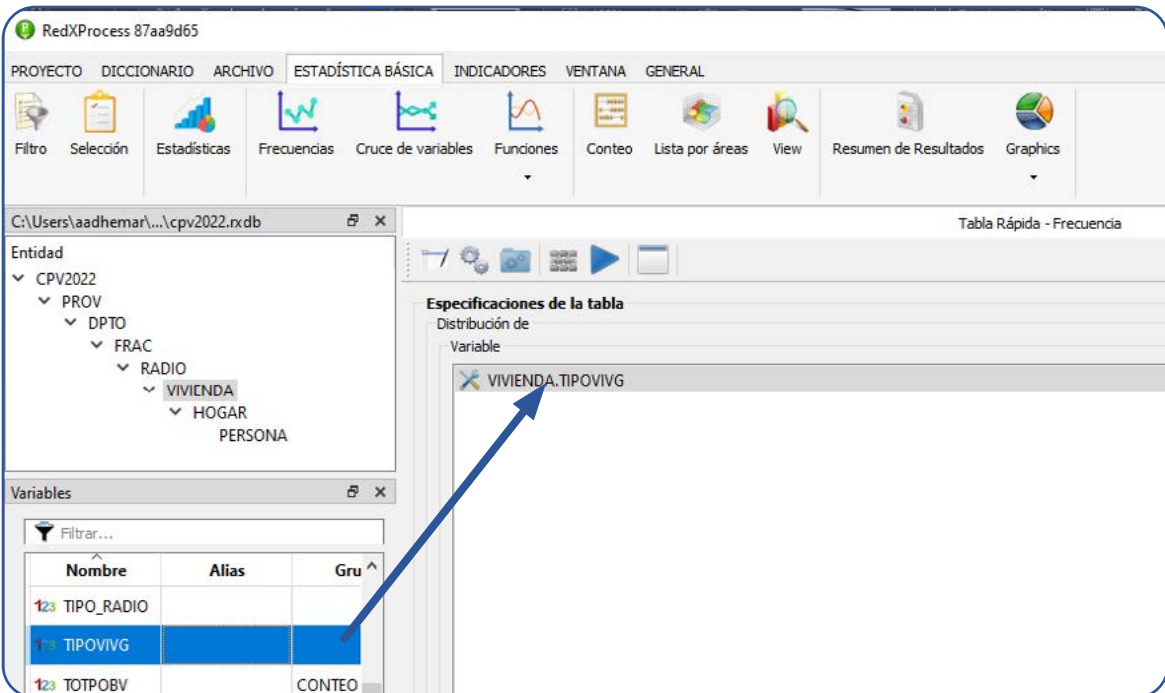 RedXProcess 87aa9d65
PROYECTO DICCIONARIO ARCHIVO ESTADÍSTICA BÁSICA INDICADORES VENTANA GENERAL
Filtro Selección Estadísticas Frecuencias Cruce de variables Funciones Conteo Lista por áreas View Resumen de Resultados Graphics
C:\Users\aadhemar\...\cpv2022.rxdb
Tabla Rápida - Frecuencia
Entidad
CPV2022
PROV
DPTO
FRAC
RADIO
VIVIENDA
HOGAR
PERSONA
Especificaciones de la tabla
Distribución de
Variable
VIVIENDA.TIPOVIVG
Variables
Filtrar...
Nombre Alias Gru
123 TIPO_RADIO
123 TIPOVIVG
123 TOTPOBV CONTEO